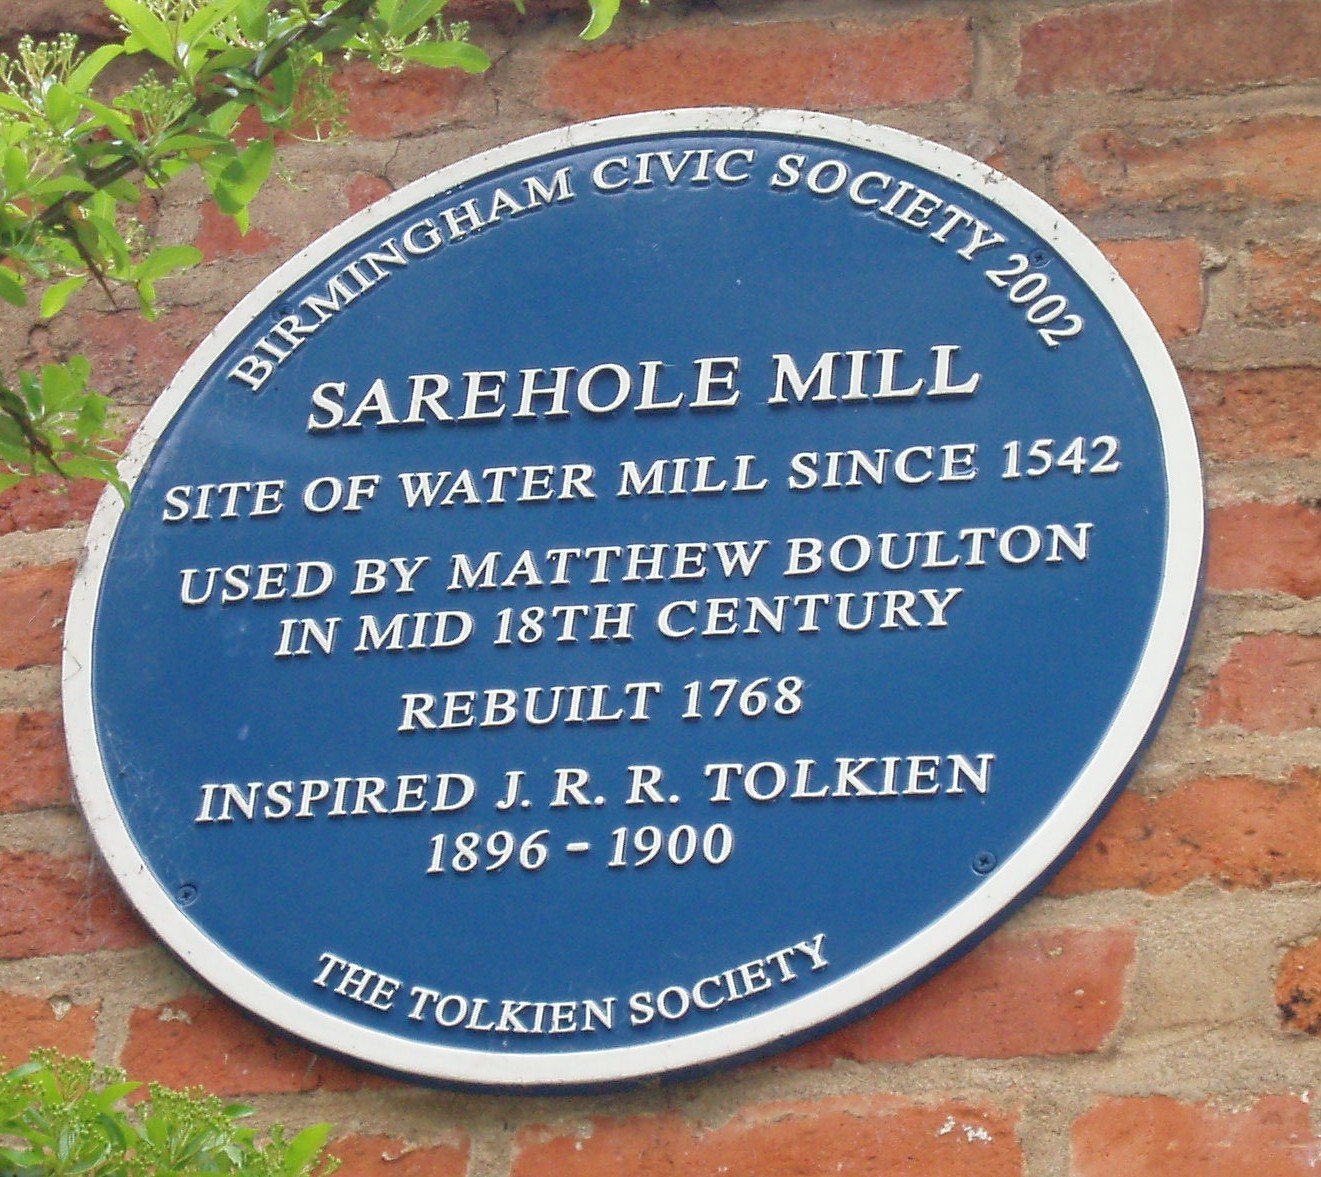 BIRMINGHAM CIVIC SOCIETY 2002
SAREHOLE MILL
SITE OF WATER MILL SINCE 1542
USED BY MATTHEW BOULTON
IN MID 18TH CENTURY
REBUILT 1768
INSPIRED J. R. R. TOLKIEN
1896 - 1900
THE TOLKIEN SOCIETY